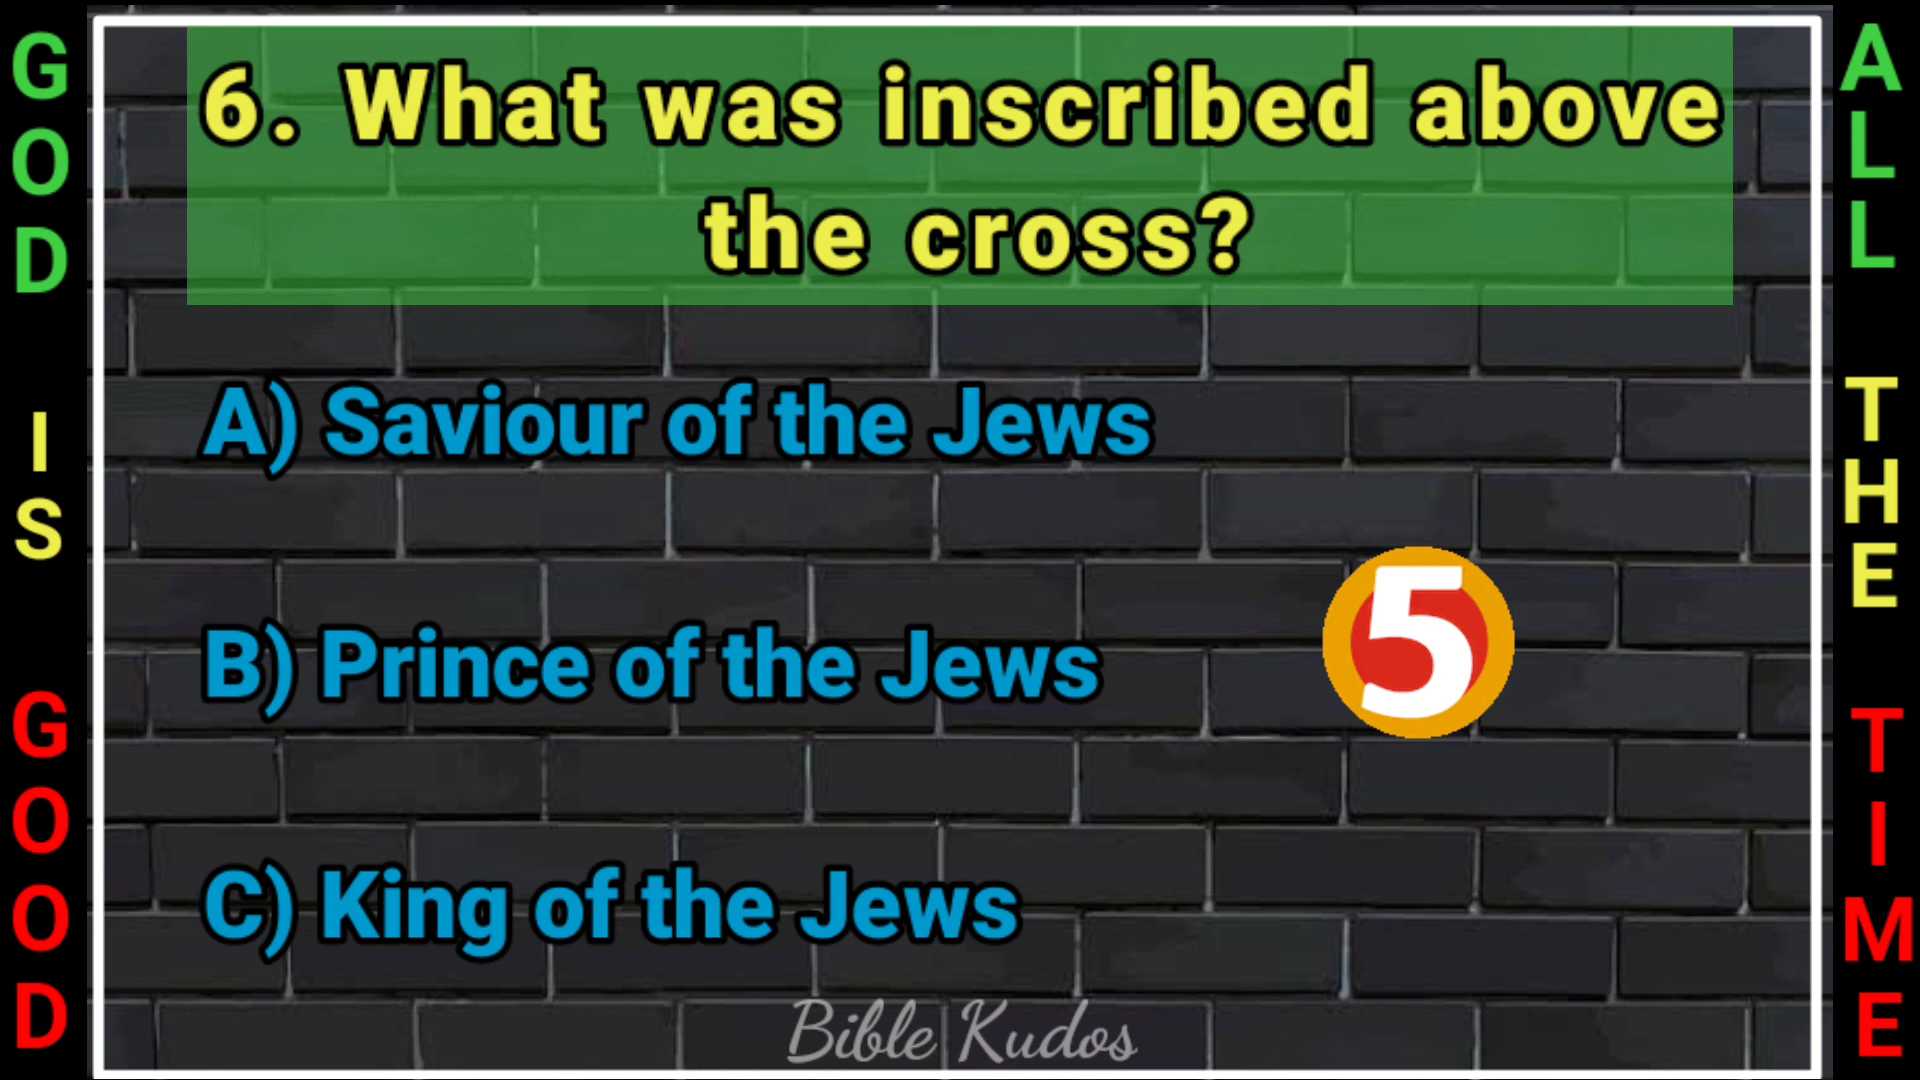 GOD IS GOOD
6. What was inscribed above
the cross?
A) Saviour of the Jews
B) Prince of the Jews
5
C) King of the Jews
Bible Kudos
ALL THE TIME